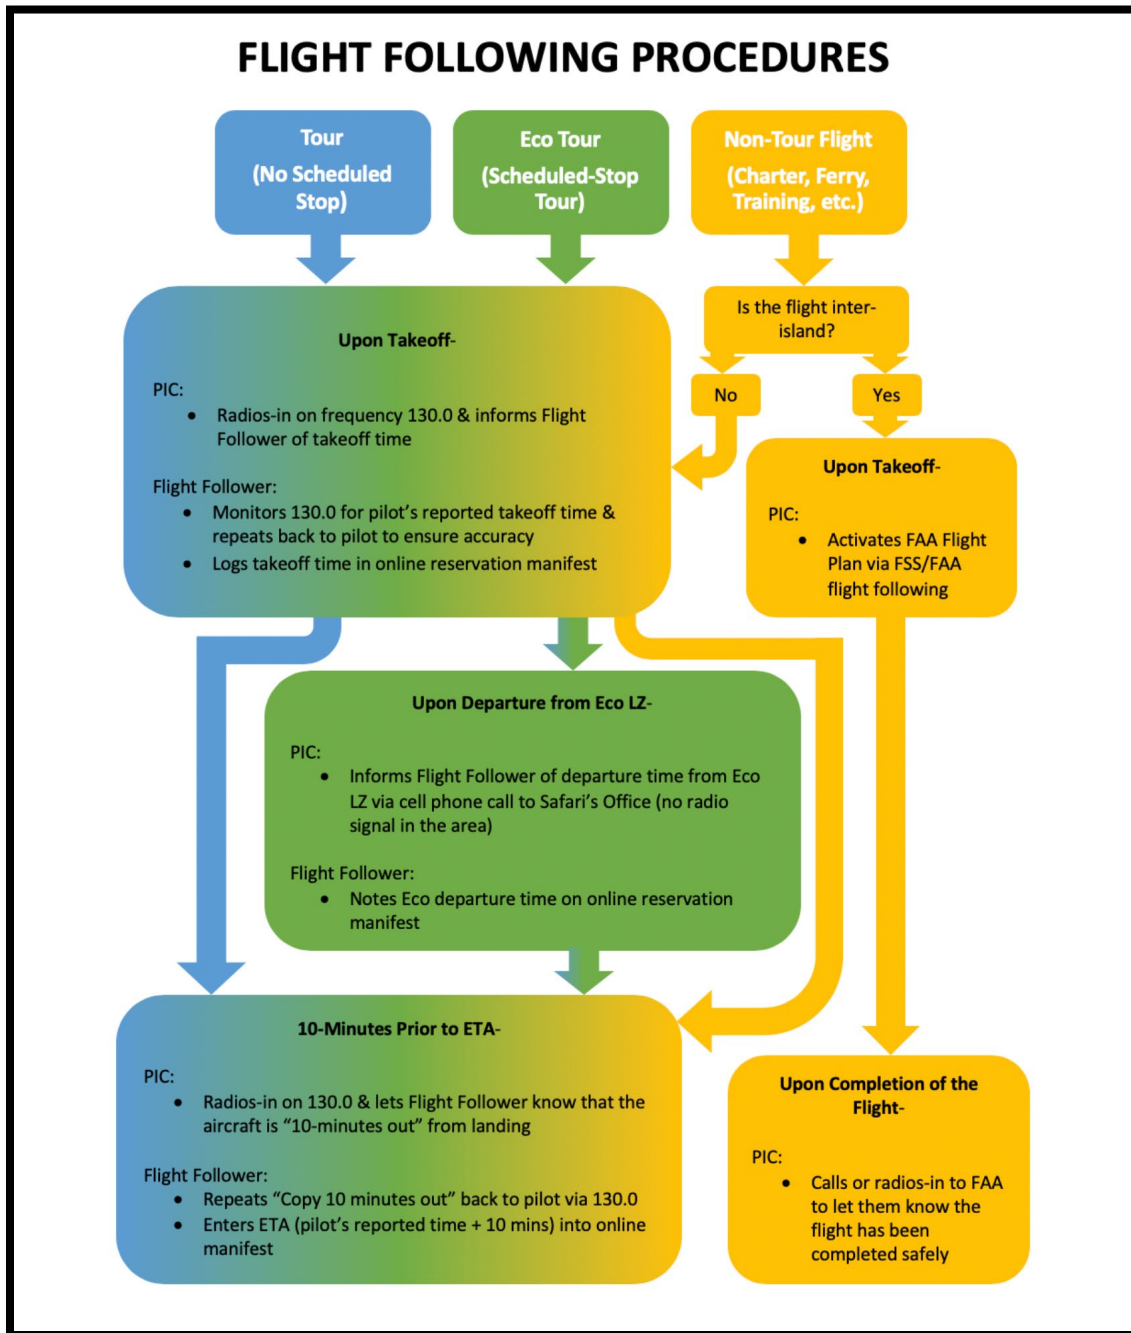 FLIGHT FOLLOWING PROCEDURES
Tour
(No Scheduled
Stop)
Eco Tour
(Scheduled-Stop
Tour)
Non-Tour Flight
(Charter, Ferry,
Training, etc.)
Is the flight inter-
island?
No
Yes
Upon Takeoff-
PIC:
• Radios-in on frequency 130.0 & informs Flight
Follower of takeoff time
Flight Follower:
• Monitors 130.0 for pilot’s reported takeoff time &
repeats back to pilot to ensure accuracy
• Logs takeoff time in online reservation manifest
Upon Takeoff-
PIC:
• Activates FAA Flight
Plan via FSS/FAA
flight following
Upon Departure from Eco LZ-
PIC:
• Informs Flight Follower of departure time from Eco
LZ via cell phone call to Safari’s Office (no radio
signal in the area)
Flight Follower:
• Notes Eco departure time on online reservation
manifest
10-Minutes Prior to ETA-
PIC:
• Radios-in on 130.0 & lets Flight Follower know that the
aircraft is “10-minutes out” from landing
Flight Follower:
• Repeats “Copy 10 minutes out” back to pilot via 130.0
• Enters ETA (pilot’s reported time + 10 mins) into online
manifest
Upon Completion of the
Flight-
PIC:
• Calls or radios-in to FAA
to let them know the
flight has been
completed safely